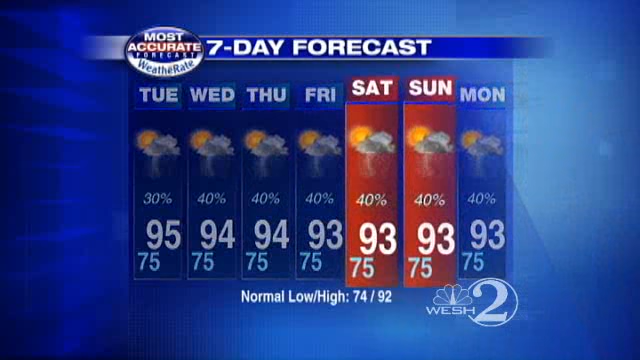 MOST
ACCURATE
FORECAST
WeatheRate
7-DAY FORECAST
TUE WED THU FRI SAT SUN MON
30% 40% 40% 40% 40% 40% 40%
95 94 94 93 93 93 93
75 75 75 75 75 75 75
Normal Low/High: 74 / 92
WESH 2